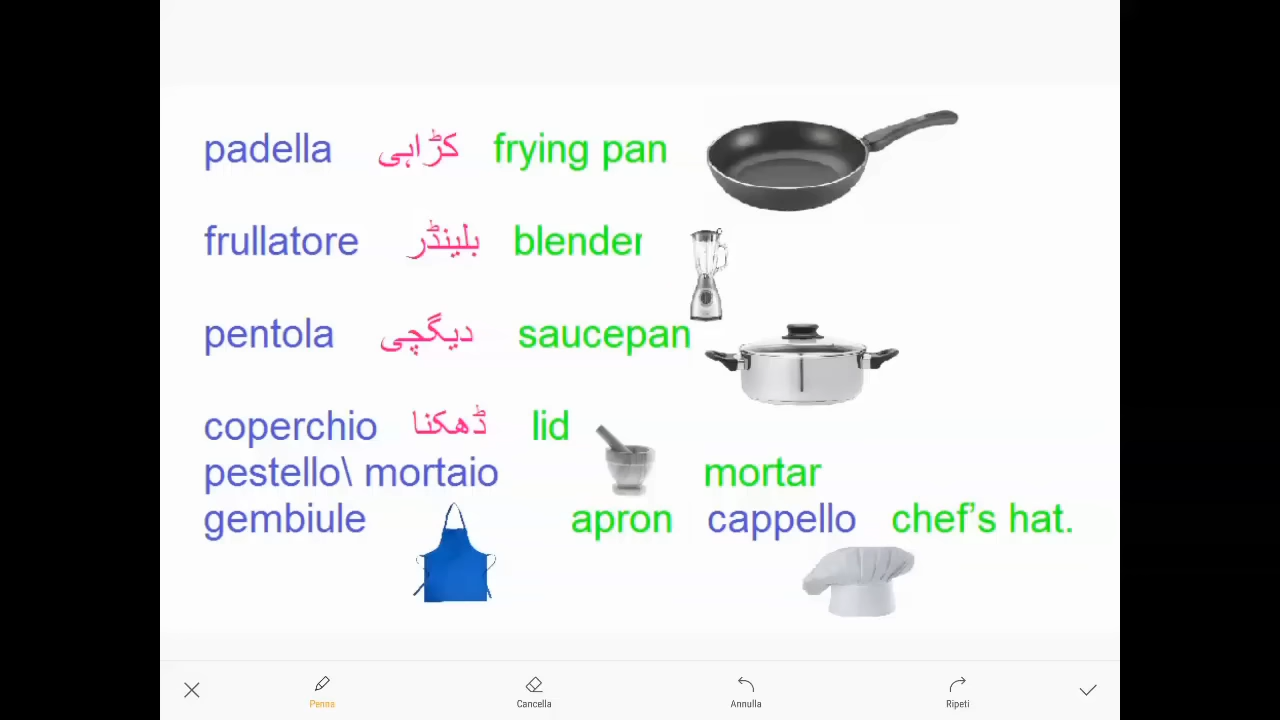 padella کڑاہی frying pan
frullatore بلینڈر blender
pentola دیگچی saucepan
coperchio ڈھکنا lid
pestello\ mortaio mortar
gembiule apron cappello chef’s hat.
Penna Cancella Annulla Ripeti